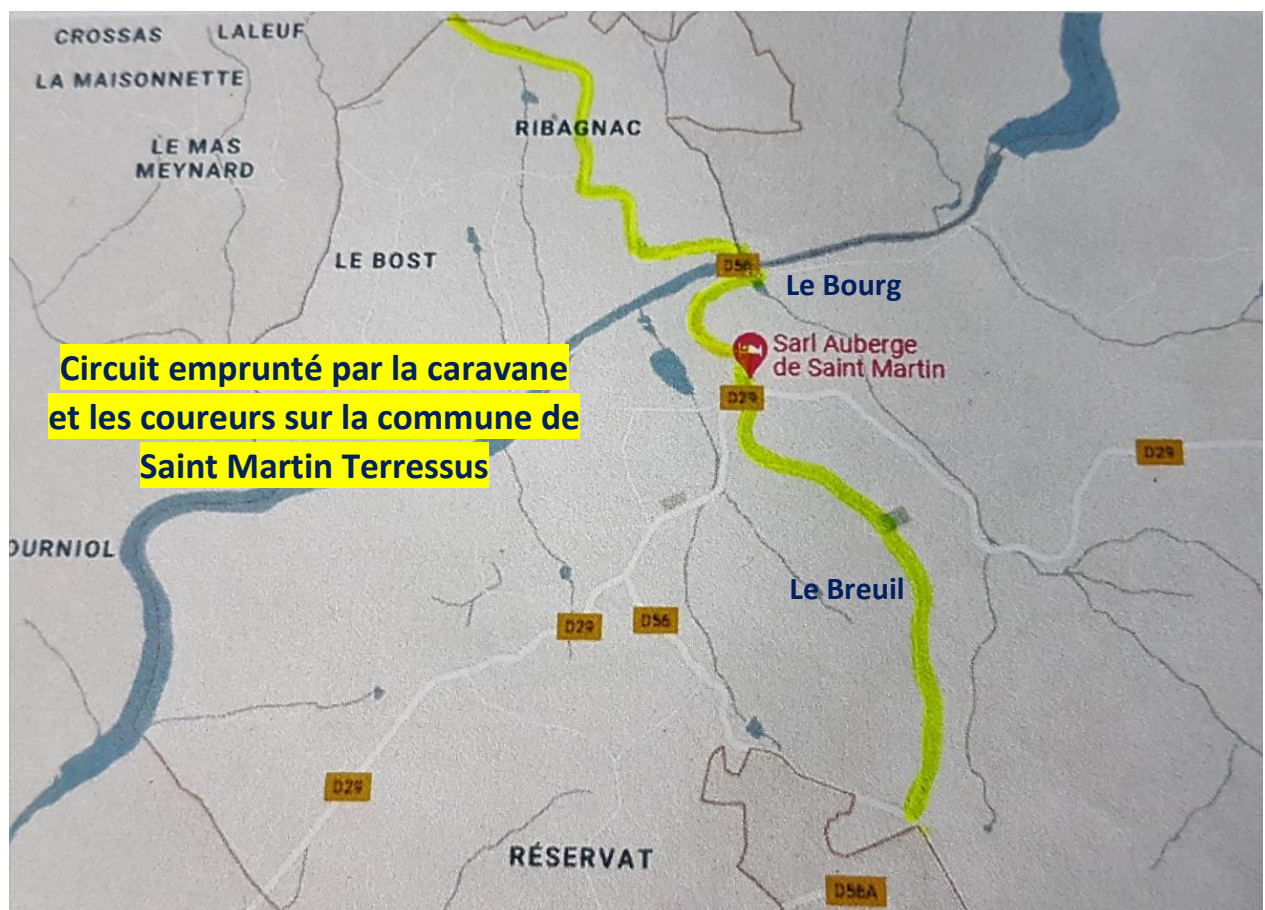 CROSSAS
LALEUF
LA MAISONNETTE
LE MAS
MEYNARD
RIBAGNAC
LE BOST
D56
Le Bourg
Sarl Auberge
de Saint Martin
Circuit emprunté par la caravane
et les coureurs sur la commune de
Saint Martin Terressus
D29
D29
OURNIOL
Le Breuil
D29
D56
D29
RÉSERVAT
D56A